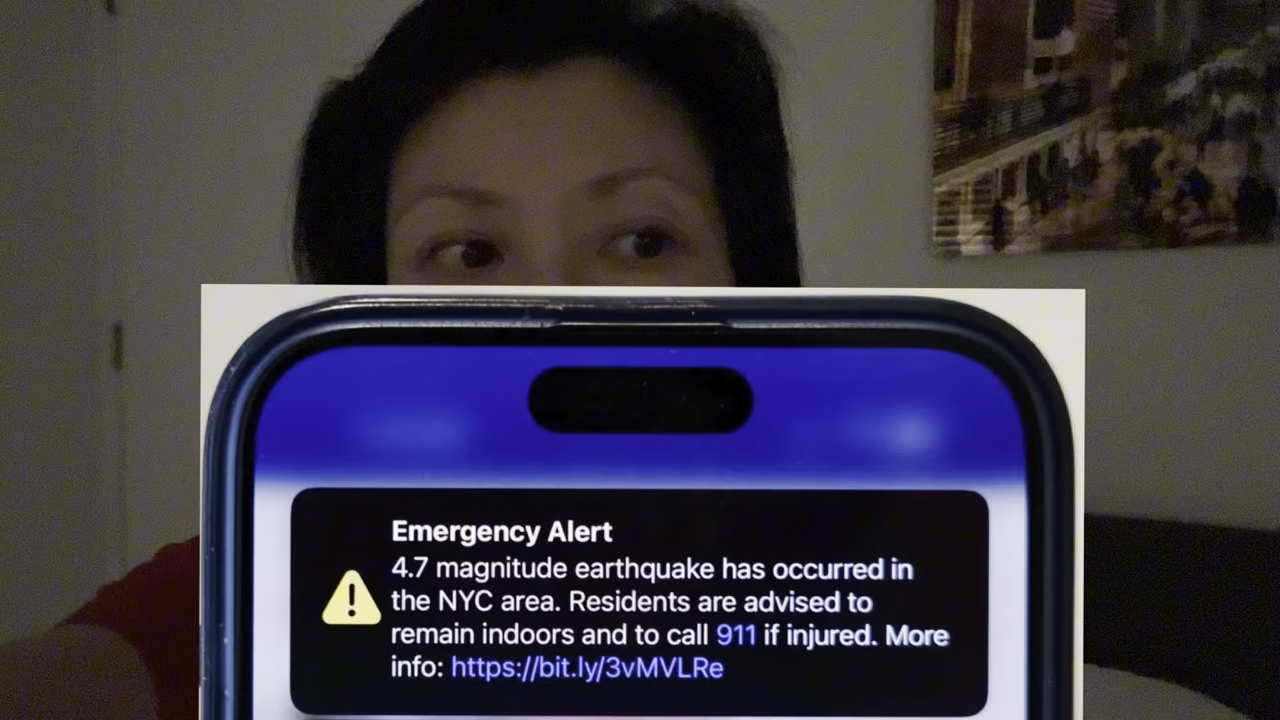 Emergency Alert
4.7 magnitude earthquake has occurred in
the NYC area. Residents are advised to
remain indoors and to call 911 if injured. More
info: https://bit.ly/3vMVLRe